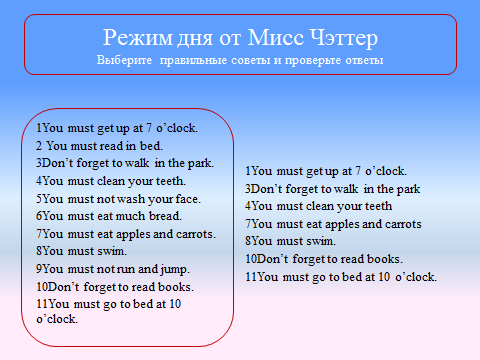 Режим дня от Мисс Чэттер
Выберите правильные советы и проверьте ответы
1You must get up at 7 o’clock.
2 You must read in bed.
3Don’t forget to walk in the park.
4You must clean your teeth.
5You must not wash your face.
6You must eat much bread.
7You must eat apples and carrots.
8You must swim.
9You must not run and jump.
10Don’t forget to read books.
11You must go to bed at 10
o’clock.
1You must get up at 7 o’clock.
3Don’t forget to walk in the park
4You must clean your teeth
7You must eat apples and carrots
8You must swim.
10Don’t forget to read books.
11You must go to bed at 10 o’clock.